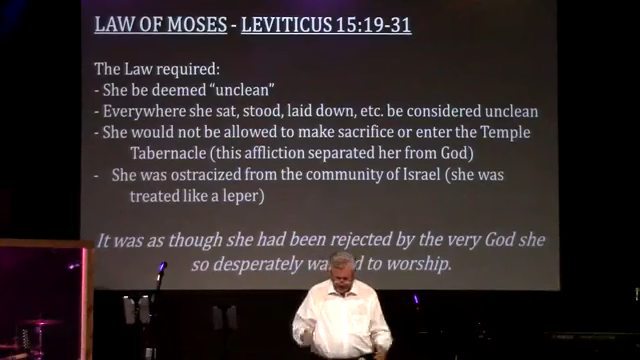 LAW OF MOSES - LEVITICUS 15:19-31
The Law required:
- She be deemed "unclean"
- Everywhere she sat, stood, laid down, etc. be considered unclean
- She would not be allowed to make sacrifice or enter the Temple
Tabernacle (this affliction separated her from God)
- She was ostracized from the community of Israel (she was
treated like a leper)
It was as though she had been rejected by the very God she
so desperately wa d to worship.